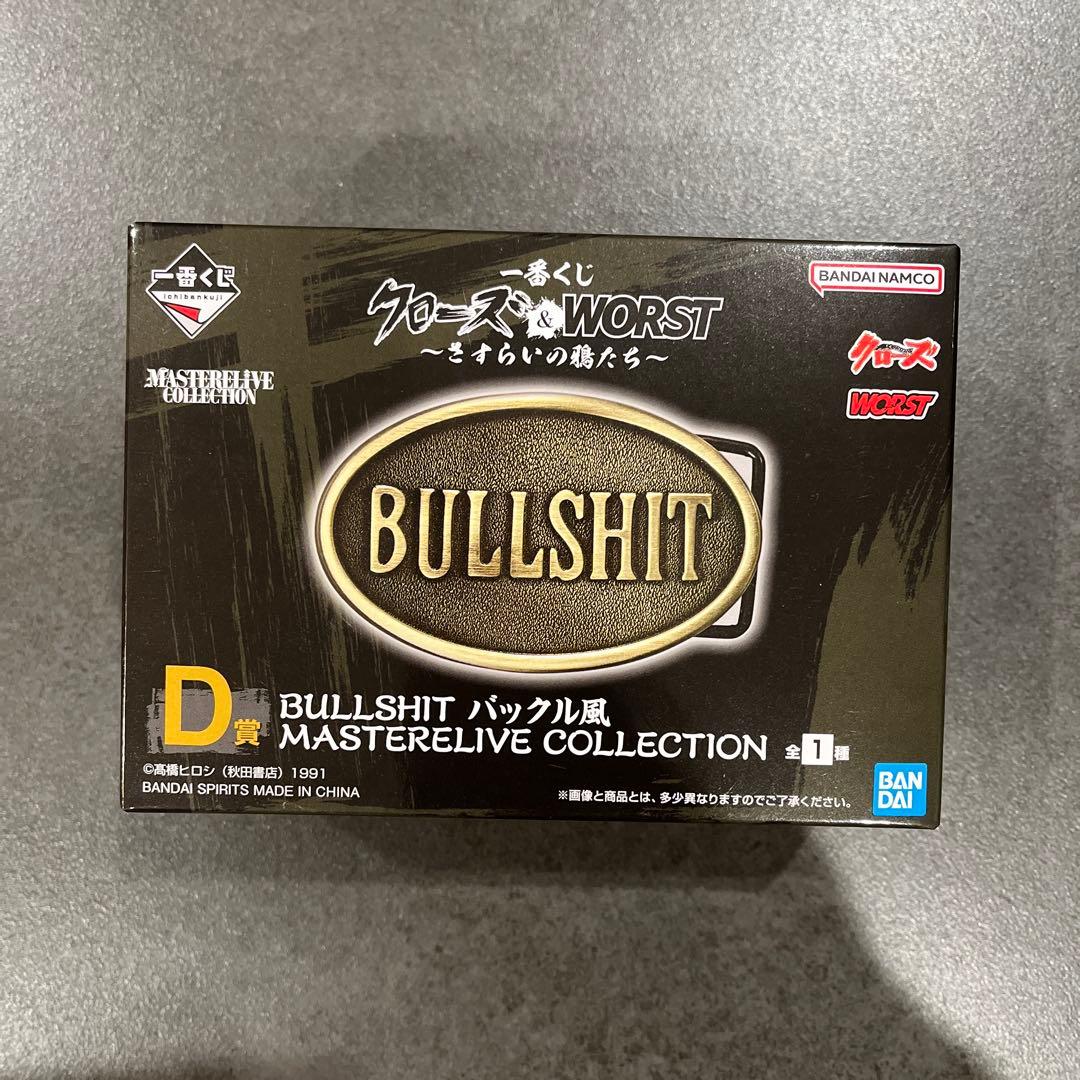 一番くじ
ichibankuji
MASTERELIVE
COLLECTION
一番くじ
クローズ&WORST
～さすらいの鴉たち～
BANDAI NAMCO
クローズ
WORST
BULLSHIT
D賞
BULLSHIT バックル風
MASTERELIVE COLLECTION 全1種
©髙橋ヒロシ（秋田書店）1991
BANDAI SPIRITS MADE IN CHINA
※画像と商品とは、多少異なりますのでご了承ください。
BAN
DAI